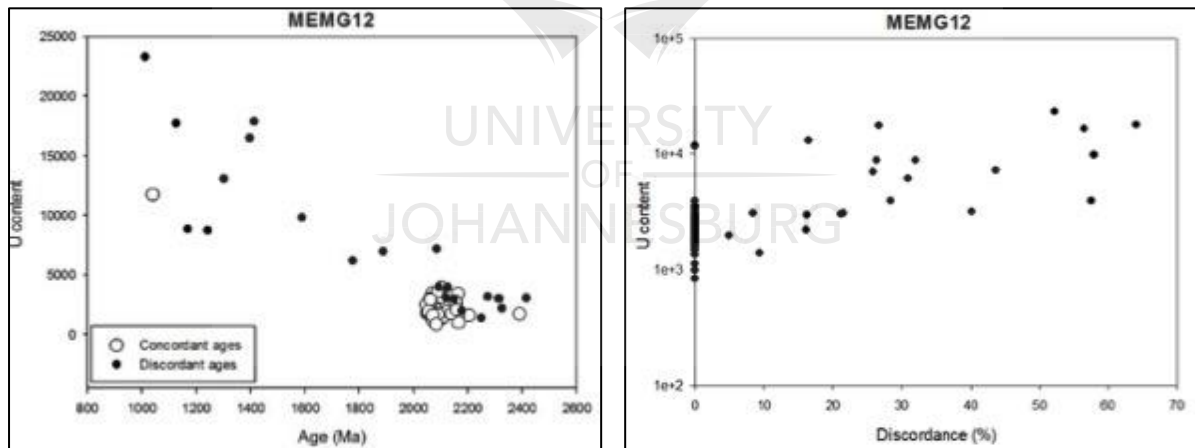 MEMG12
25000
20000
15000
10000
5000
0
U content
Concordant ages
Discordant ages
800 1000 1200 1400 1600 1800 2000 2200 2400 2600
Age (Ma)
MEMG12
1e+5
1e+4
1e+3
1e+2
U content
0 10 20 30 40 50 60 70
Discordance (%)
UNIVERSITY
OF
JOHANNESBURG